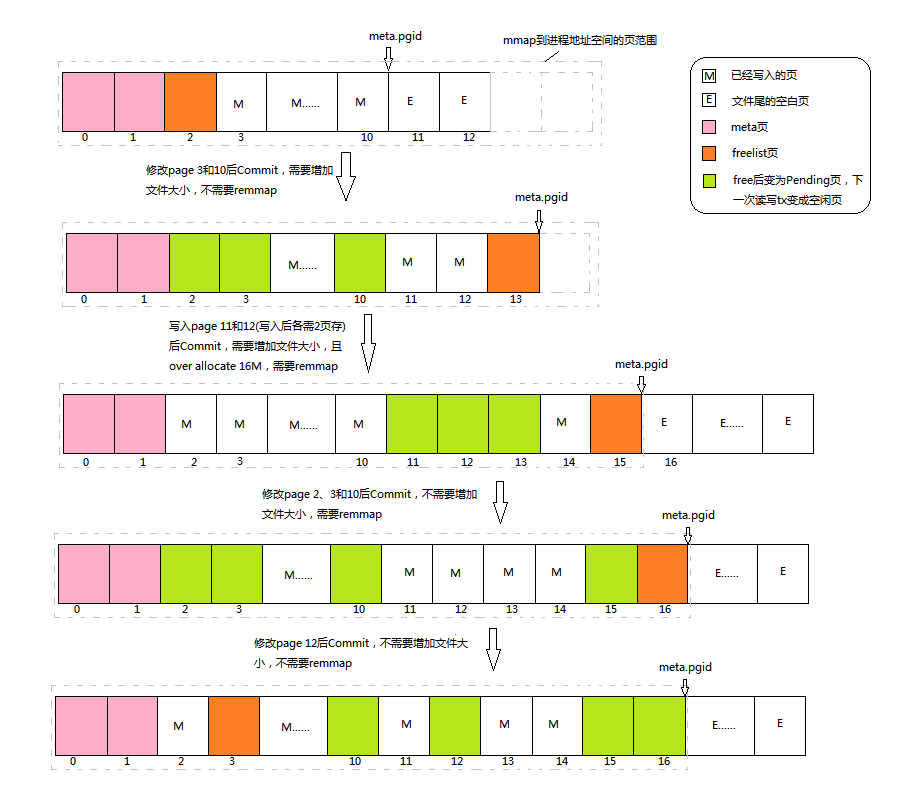 meta.pgid
mmap到进程地址空间的页范围
M M...... M E E
0 1 2 3 10 11 12
M 已经写入的页
E 文件尾的空白页
meta页
freelist页
free后变为Pending页，下
一次读写tx变成空闲页
修改page 3和10后Commit，需要增加
文件大小，不需要remmap
meta.pgid
M...... M M
0 1 2 3 10 11 12 13
写入page 11和12(写入后各需2页存)
后Commit，需要增加文件大小，且
over allocate 16M，需要remmap
meta.pgid
M M M...... M M E E...... E
0 1 2 3 10 11 12 13 14 15 16
修改page 2、3和10后Commit，不需要增加
文件大小，需要remmap
meta.pgid
M...... M M M M E...... E
0 1 2 3 10 11 12 13 14 15 16
修改page 12后Commit，不需要增加文件大
小，不需要remmap
meta.pgid
M M...... M M M E...... E
0 1 2 3 10 11 12 13 14 15 16